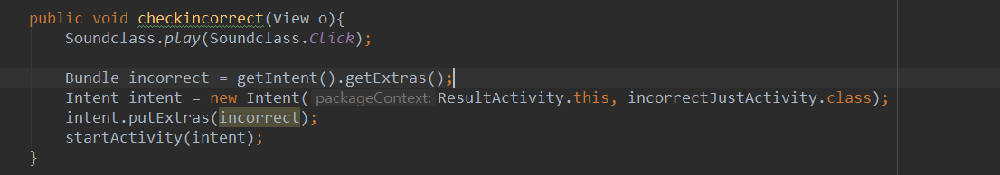 public void checkincorrect(View o){
Soundclass.play(Soundclass.Click);
Bundle incorrect = getIntent().getExtras();
Intent intent = new Intent( packageContext: ResultActivity.this, incorrectJustActivity.class);
intent.putExtras(incorrect);
startActivity(intent);
}